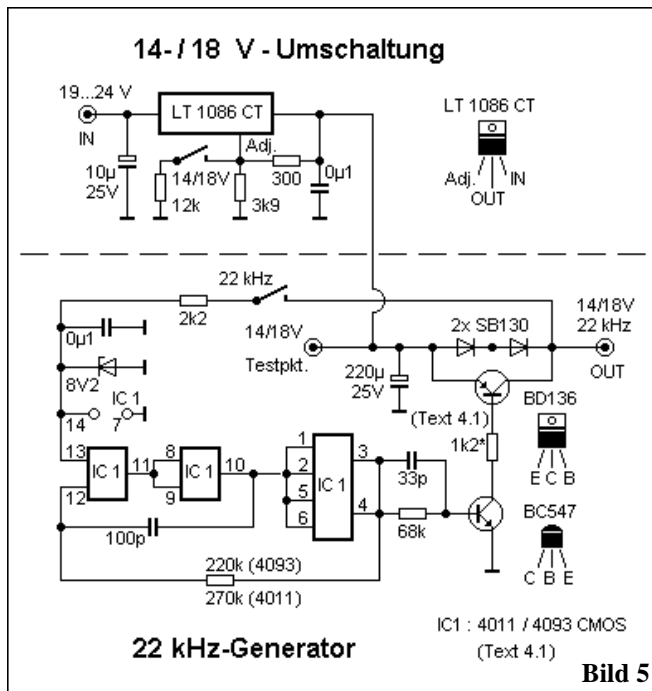 14- / 18 V - Umschaltung
19...24 V
IN
LT 1086 CT
Adj.
10µ
25V
14/18V
12k
3k9
300
0µ1
LT 1086 CT
Adj.
IN
OUT
22 kHz
2k2
0µ1
8V2
IC 1
14
7
14/18V
Testpkt.
220µ
25V
2x SB130
14/18V
22 kHz
OUT
(Text 4.1)
1k2*
BD136
E C B
13
12
IC 1
11
8
9
IC 1
10
1
2
5
6
IC 1
3
4
33p
68k
BC547
C B E
100p
220k (4093)
270k (4011)
22 kHz-Generator
IC1 : 4011 / 4093 CMOS
(Text 4.1)
Bild 5